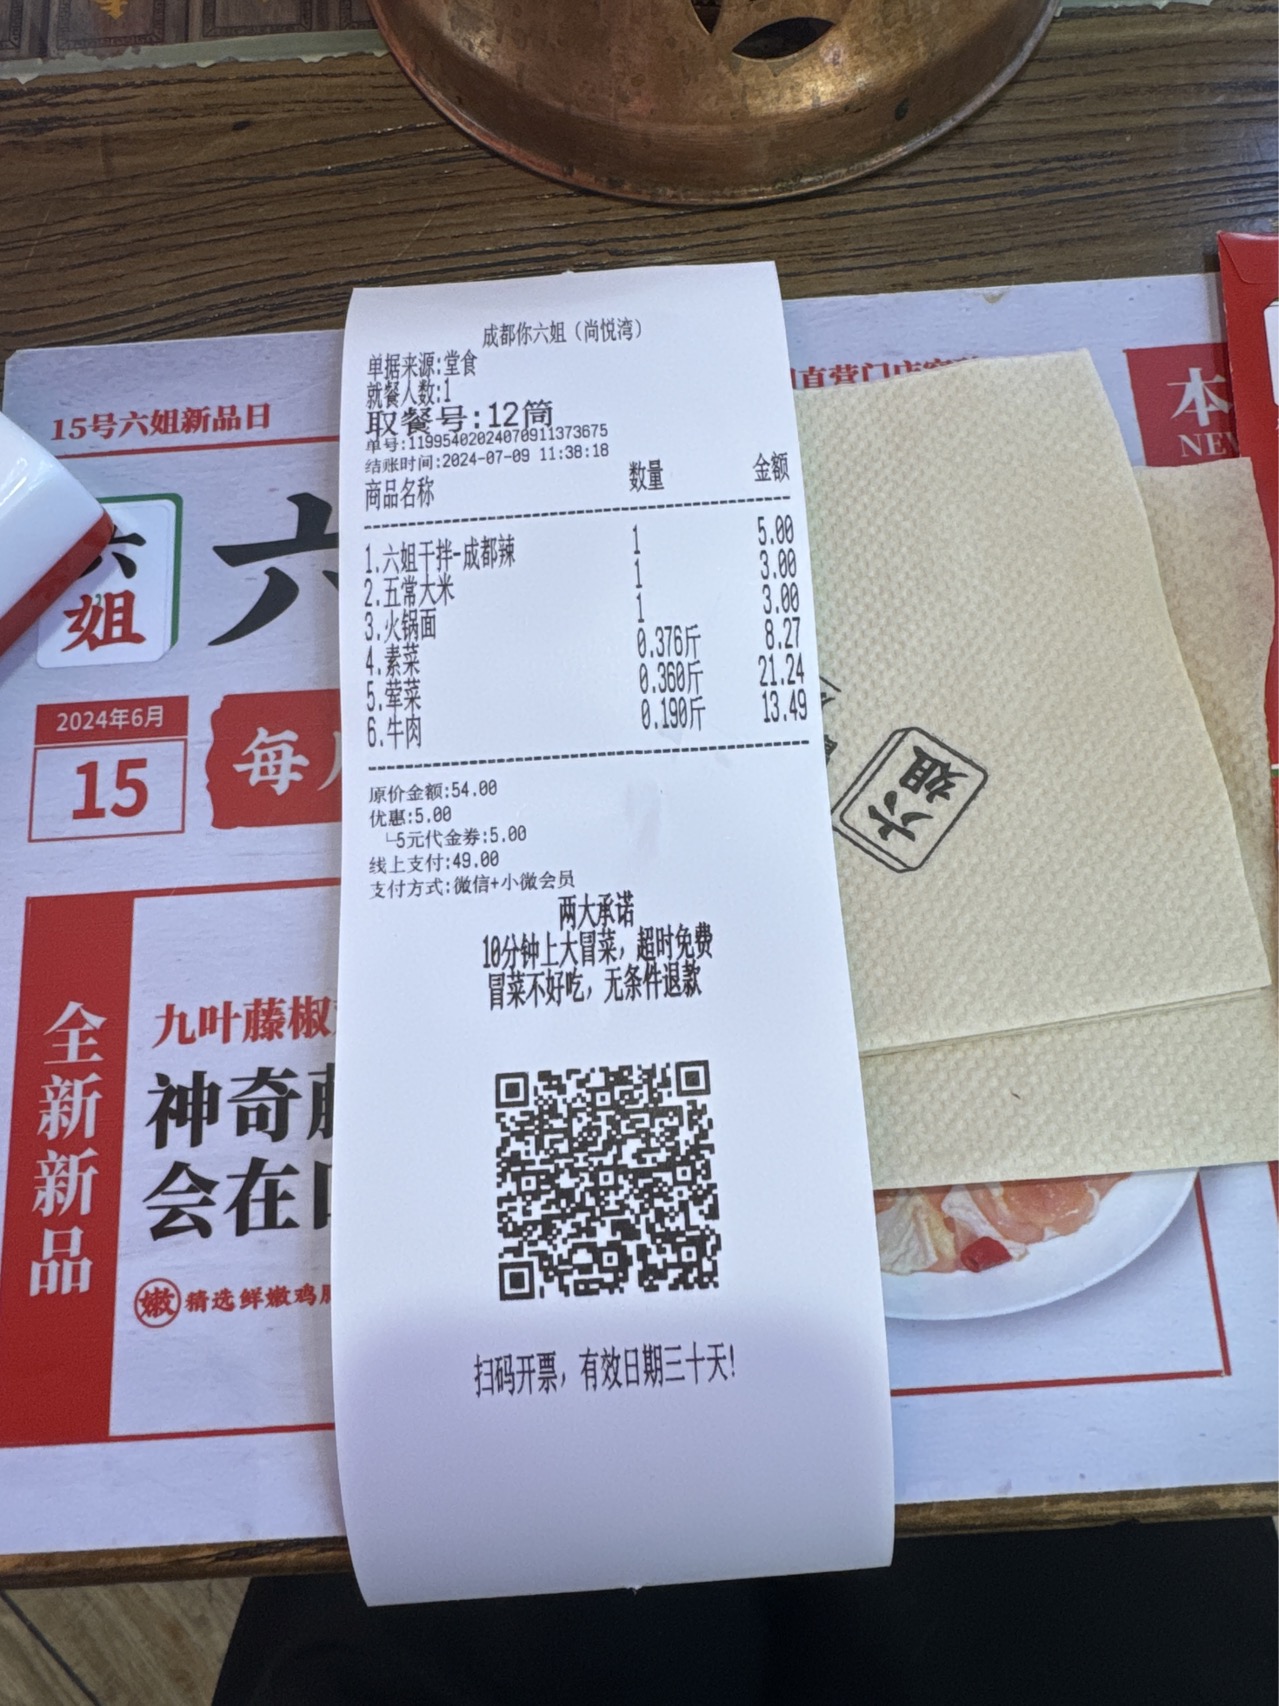 成都你六姐（尚悦湾）
单据来源:堂食
就餐人数:1
取餐号:12筒
单号:11995402024070911373675
结账时间:2024-07-09 11:38:18
商品名称 数量 金额
1.六姐干拌-成都辣 1 5.00
2.五常大米 1 3.00
3.火锅面 1 3.00
4.素菜 0.376斤 8.27
5.荤菜 0.360斤 21.24
6.牛肉 0.190斤 13.49
原价金额:54.00
优惠:5.00
└5元代金券:5.00
线上支付:49.00
支付方式:微信+小微会员
两大承诺
10分钟上大冒菜，超时免费
冒菜不好吃，无条件退款
扫码开票，有效日期三十天!
15号六姐新品日
直营门店
本
NEW
六姐
六
2024年6月
15
每
全新新品
九叶藤椒
神奇
会在
嫩 精选鲜嫩鸡
六姐